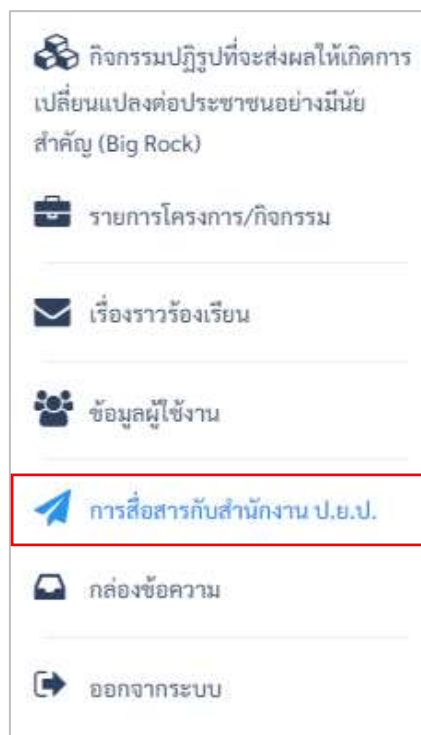 กิจกรรมปฏิรูปที่จะส่งผลให้เกิดการ
เปลี่ยนแปลงต่อประชาชนอย่างมีนัย
สำคัญ (Big Rock)
รายการโครงการ/กิจกรรม
เรื่องราวร้องเรียน
ข้อมูลผู้ใช้งาน
การสื่อสารกับสำนักงาน ป.ย.ป.
กล่องข้อความ
ออกจากระบบ